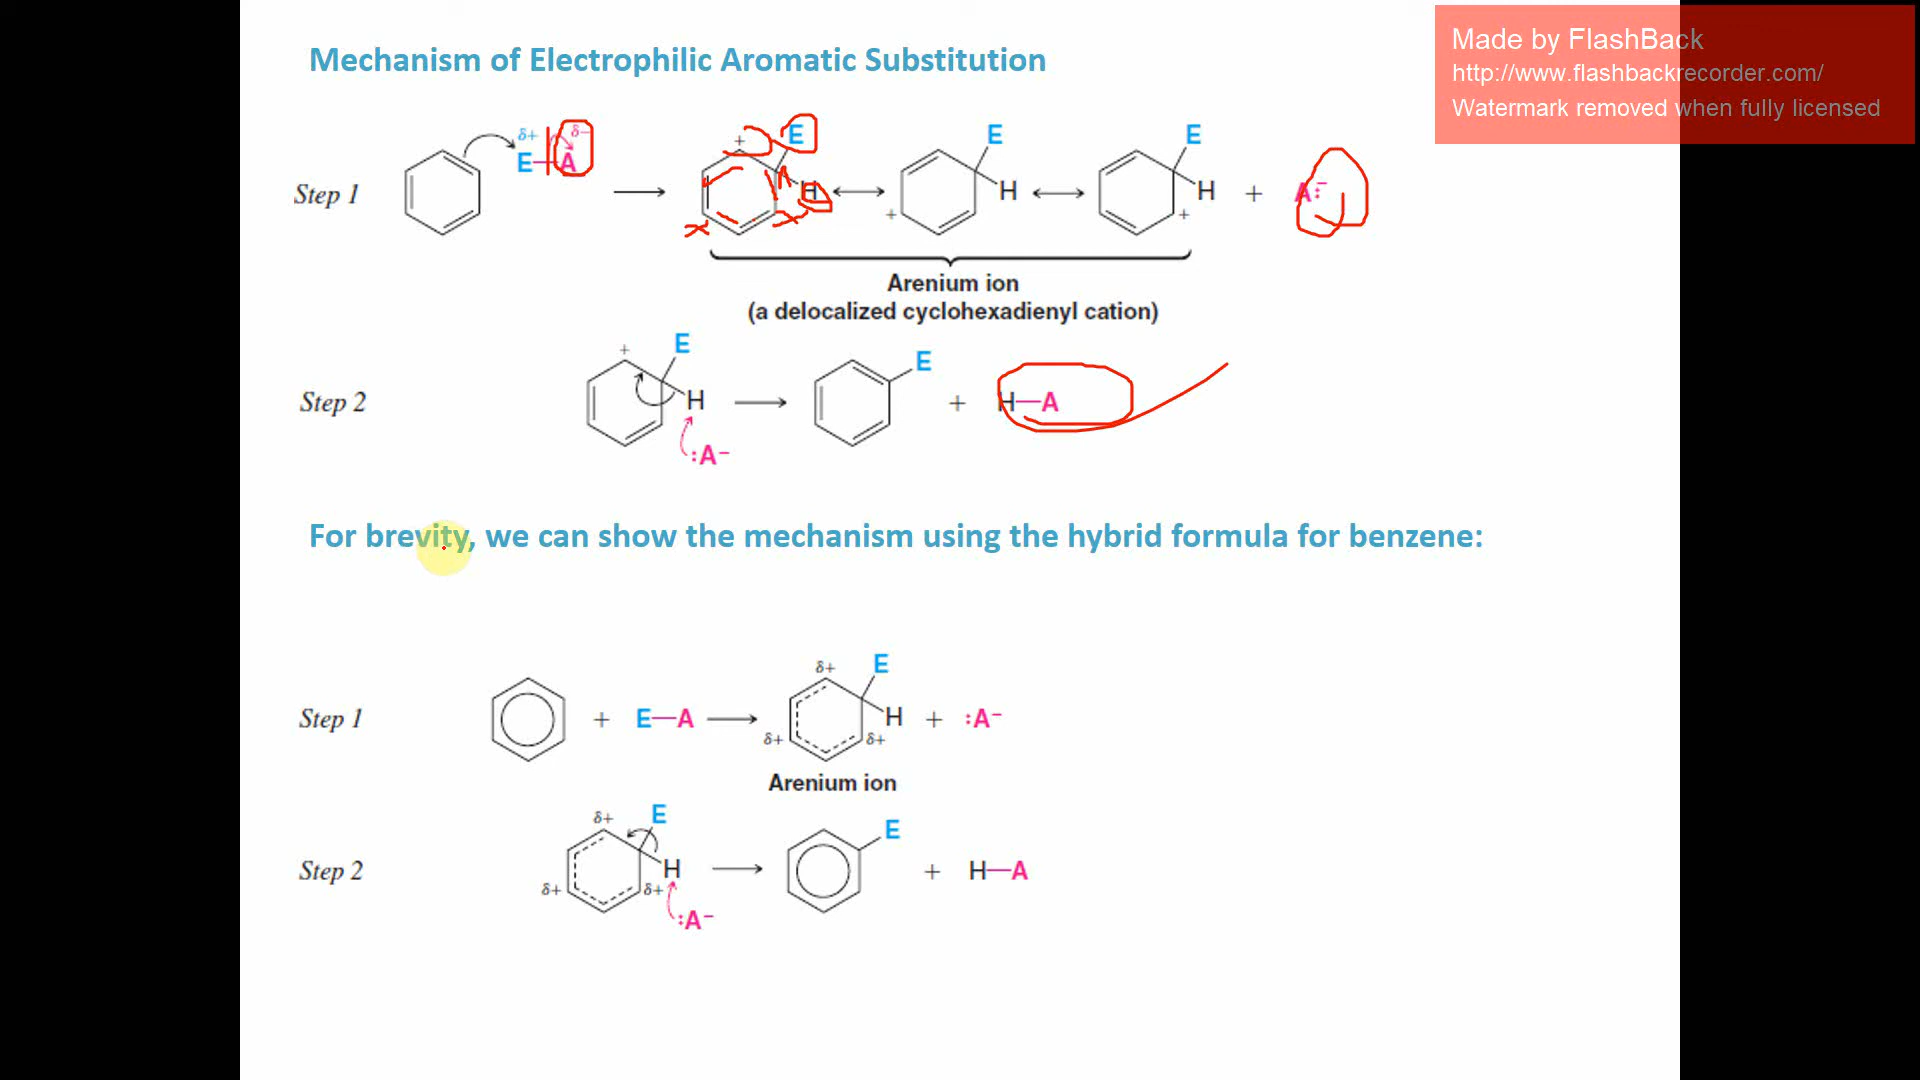 Mechanism of Electrophilic Aromatic Substitution
Made by FlashBack
http://www.flashbackrecorder.com/
Watermark removed when fully licensed
Step 1
δ+ δ−
E—A
+ E
H
E
H
+
E
H
+
+ A:−
Arenium ion
(a delocalized cyclohexadienyl cation)
Step 2
+ E
H
:A−
E
+ H—A
For brevity, we can show the mechanism using the hybrid formula for benzene:
Step 1
+ E—A
δ+ E
H
δ+ δ+
+ :A−
Arenium ion
Step 2
δ+ E
H
δ+ δ+
:A−
E
+ H—A